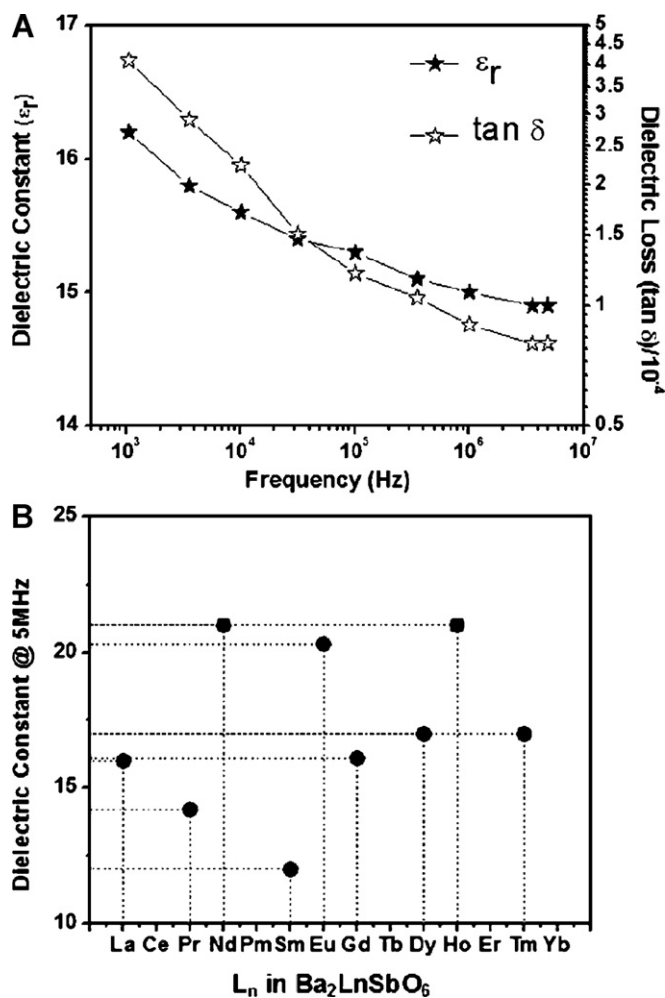 A
17
16
15
14
Dielectric Constant (εr)
5
4.5
4
3.5
3
2.5
2
1.5
1
0.5
Dielectric Loss (tan δ)/10⁻⁴
εr
tan δ
10³ 10⁴ 10⁵ 10⁶ 10⁷
Frequency (Hz)
B
25
20
15
10
Dielectric Constant @ 5MHz
La Ce Pr Nd Pm Sm Eu Gd Tb Dy Ho Er Tm Yb
Ln in Ba₂LnSbO₆